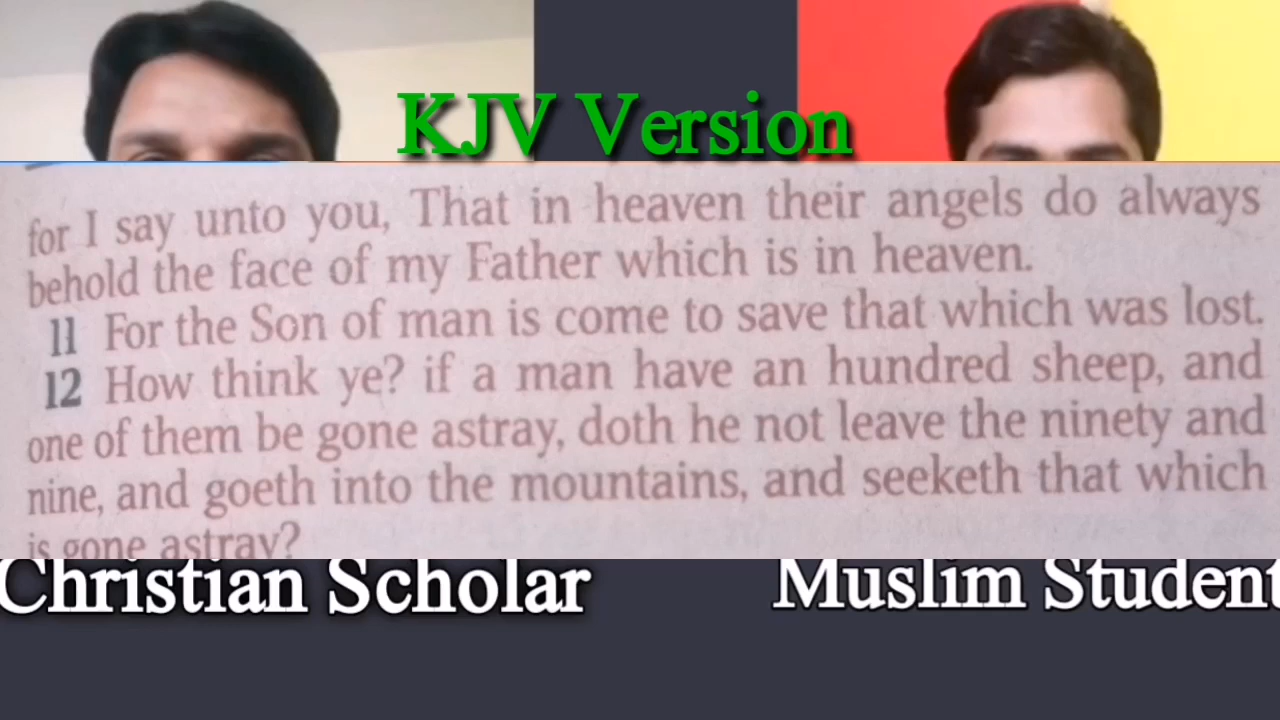 KJV Version
for I say unto you, That in heaven their angels do always
behold the face of my Father which is in heaven.
11 For the Son of man is come to save that which was lost.
12 How think ye? if a man have an hundred sheep, and
one of them be gone astray, doth he not leave the ninety and
nine, and goeth into the mountains, and seeketh that which
is gone astray?
Christian Scholar
Muslim Student